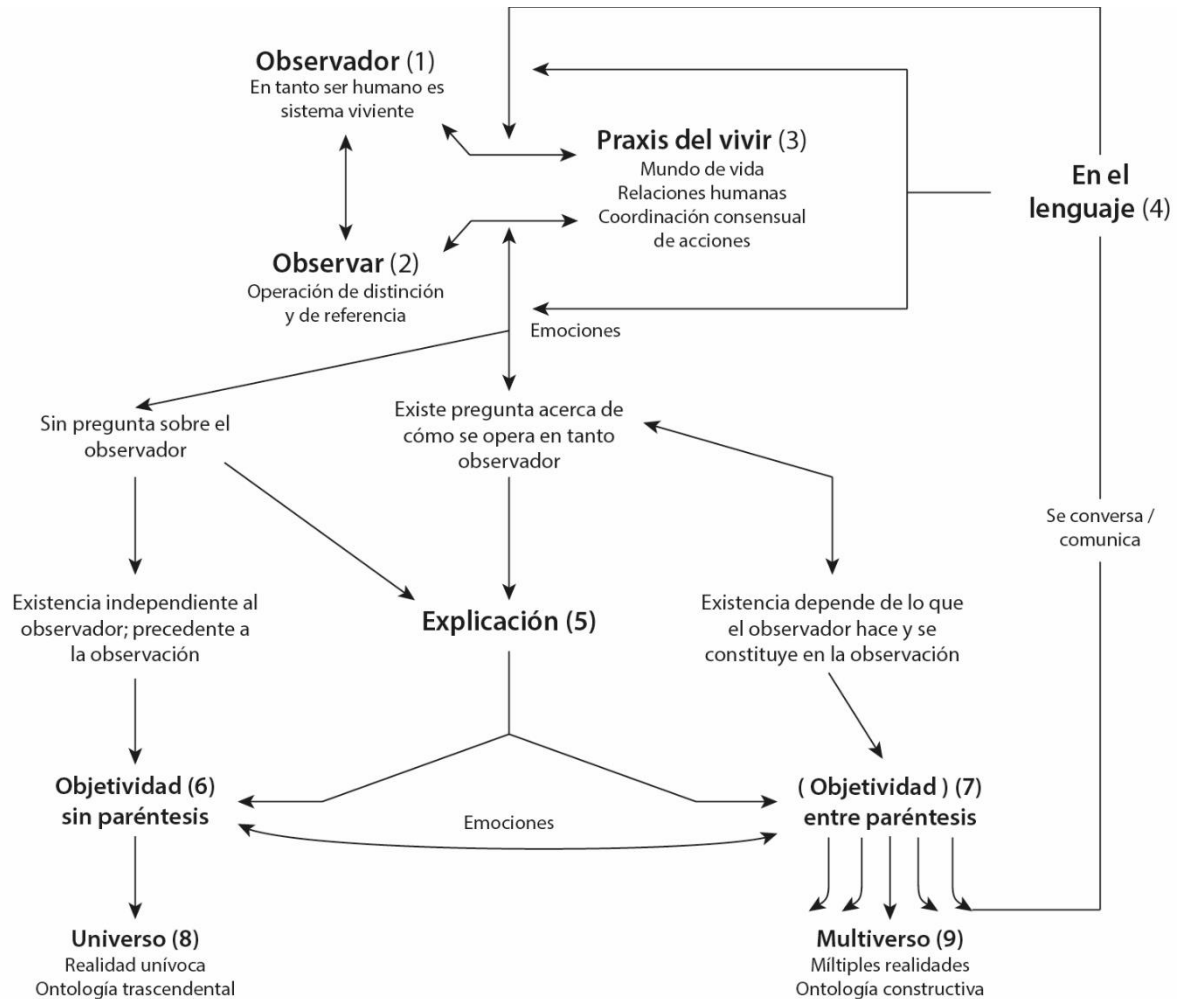 Observador (1)
En tanto ser humano es
sistema viviente
Praxis del vivir (3)
Mundo de vida
Relaciones humanas
Coordinación consensual
de acciones
En el
lenguaje (4)
Observar (2)
Operación de distinción
y de referencia
Emociones
Sin pregunta sobre el
observador
Existe pregunta acerca de
cómo se opera en tanto
observador
Se conversa /
comunica
Existencia independiente al
observador; precedente a
la observación
Explicación (5)
Existencia depende de lo que
el observador hace y se
constituye en la observación
Objetividad (6)
sin paréntesis
Emociones
( Objetividad ) (7)
entre paréntesis
Universo (8)
Realidad unívoca
Ontología trascendental
Multiverso (9)
Míltiples realidades
Ontología constructiva